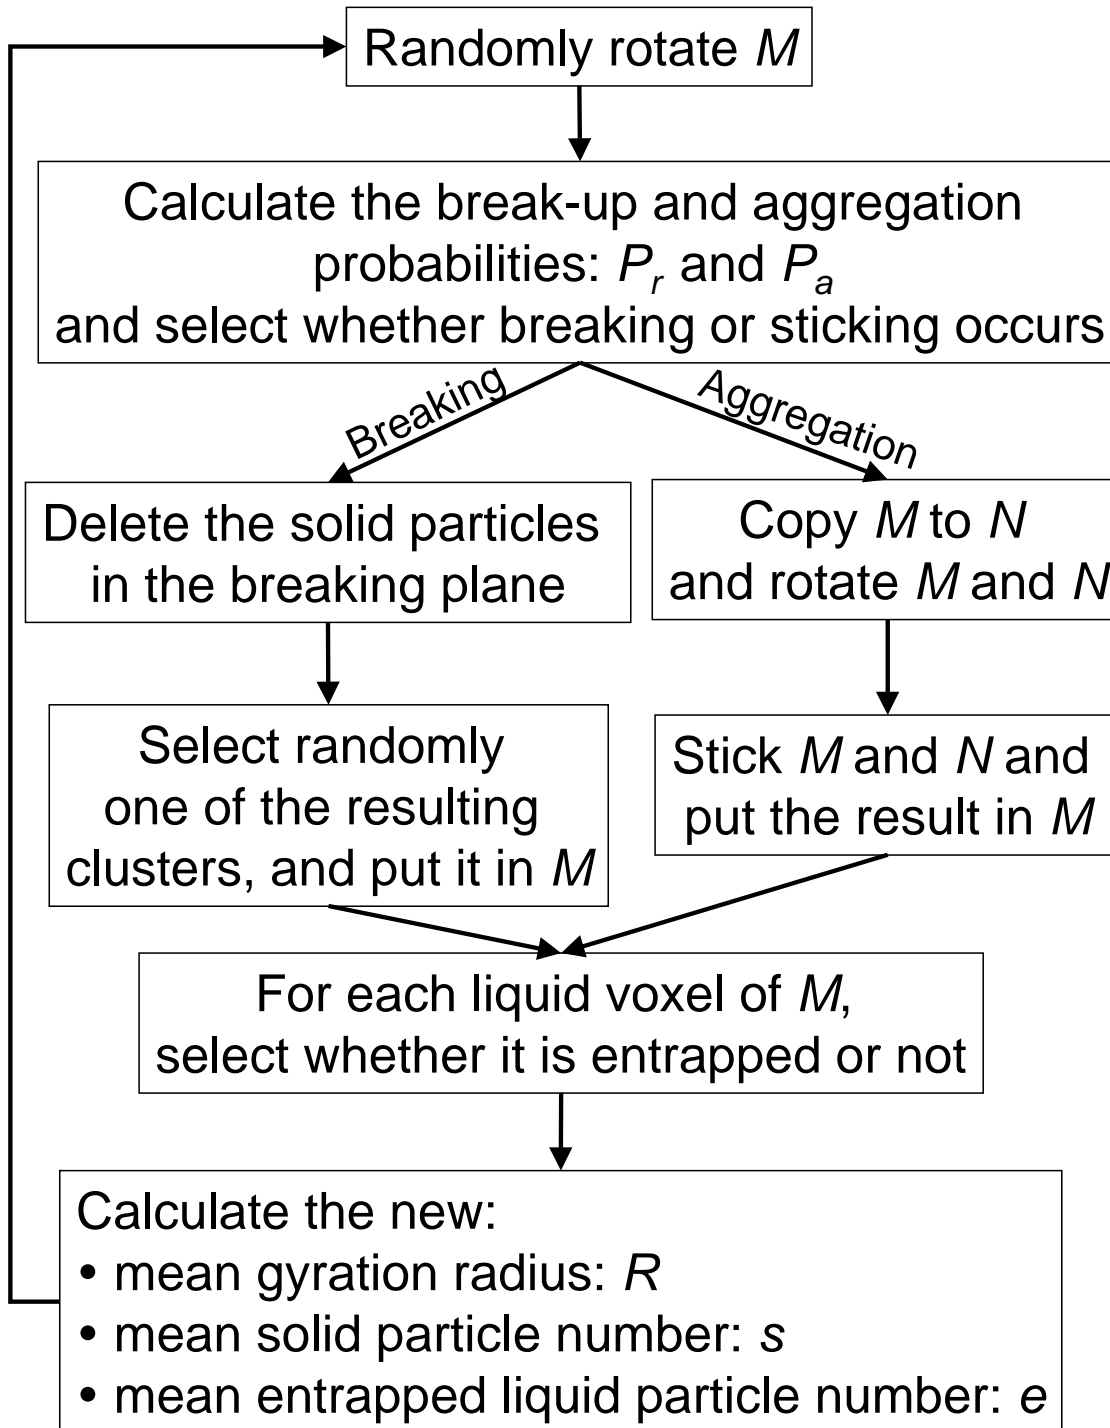 Randomly rotate M
Calculate the break-up and aggregation
probabilities: P_r and P_a
and select whether breaking or sticking occurs
Breaking
Aggregation
Delete the solid particles
in the breaking plane
Copy M to N
and rotate M and N
Select randomly
one of the resulting
clusters, and put it in M
Stick M and N and
put the result in M
For each liquid voxel of M,
select whether it is entrapped or not
Calculate the new:
• mean gyration radius: R
• mean solid particle number: s
• mean entrapped liquid particle number: e